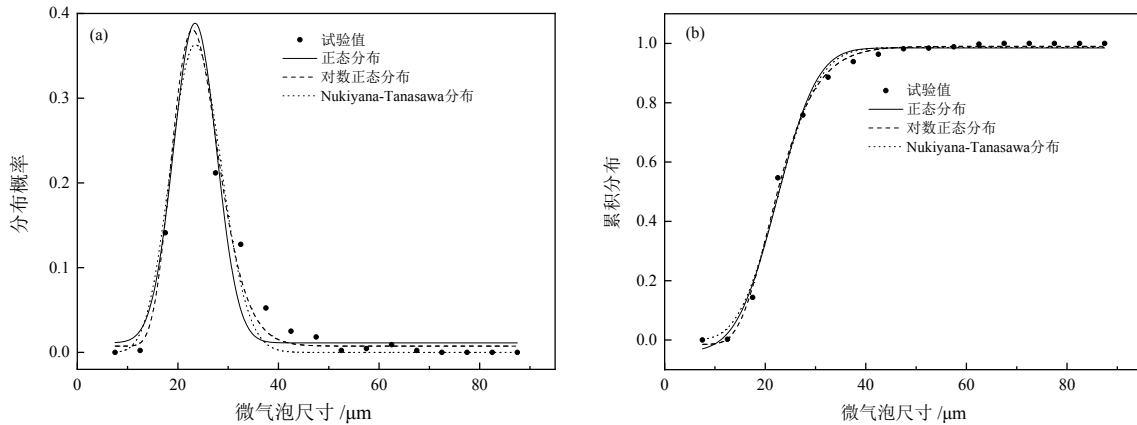 (a)
试验值
正态分布
对数正态分布
Nukiyana-Tanasawa分布
分布概率
0.4
0.3
0.2
0.1
0.0
0 20 40 60 80
微气泡尺寸 /μm
(b)
试验值
正态分布
对数正态分布
Nukiyana-Tanasawa分布
累积分布
1.0
0.8
0.6
0.4
0.2
0.0
0 20 40 60 80
微气泡尺寸 /μm